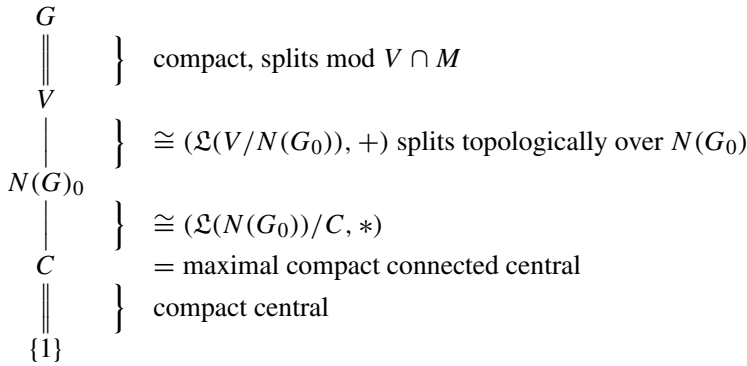 G
} compact, splits mod V ∩ M
V
} ≅ (𝔏(V/N(G₀)), +) splits topologically over N(G₀)
N(G)₀
} ≅ (𝔏(N(G₀))/C, *)
C = maximal compact connected central
} compact central
{1}